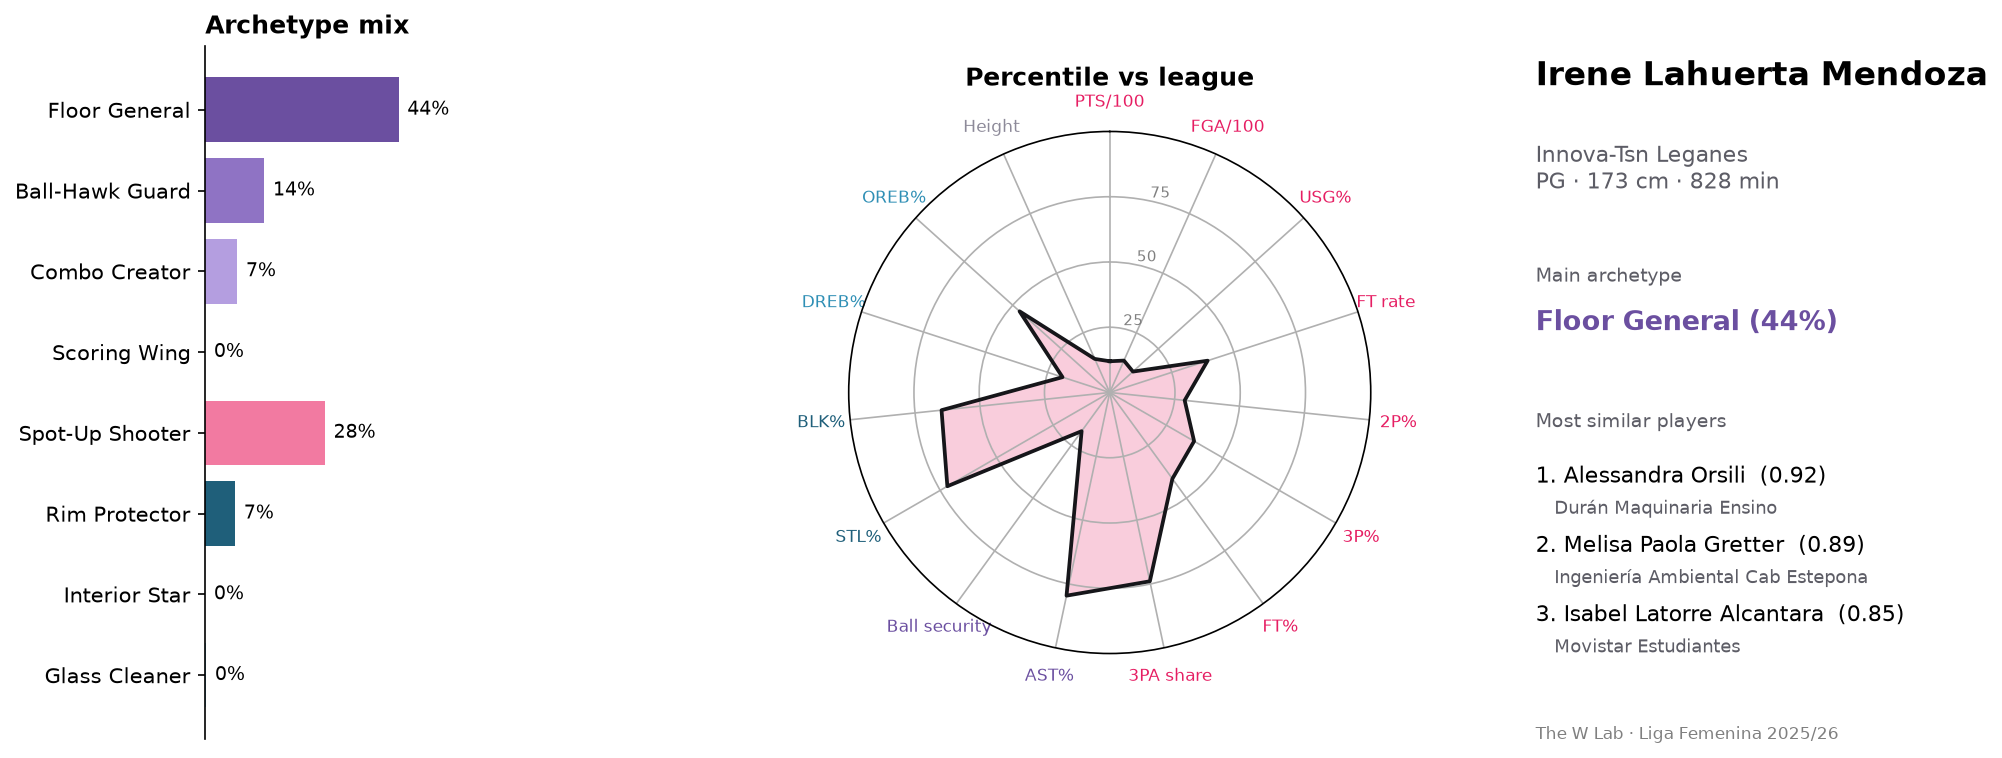 Archetype mix
Floor General
44%
Ball-Hawk Guard
14%
Combo Creator
7%
Scoring Wing
0%
Spot-Up Shooter
28%
Rim Protector
7%
Interior Star
0%
Glass Cleaner
0%
Percentile vs league
PTS/100
FGA/100
USG%
FT rate
2P%
3P%
FT%
3PA share
AST%
Ball security
STL%
BLK%
DREB%
OREB%
Height
75
50
25
Irene Lahuerta Mendoza
Innova-Tsn Leganes
PG · 173 cm · 828 min
Main archetype
Floor General (44%)
Most similar players
1. Alessandra Orsili (0.92)
Durán Maquinaria Ensino
2. Melisa Paola Gretter (0.89)
Ingeniería Ambiental Cab Estepona
3. Isabel Latorre Alcantara (0.85)
Movistar Estudiantes
The W Lab · Liga Femenina 2025/26